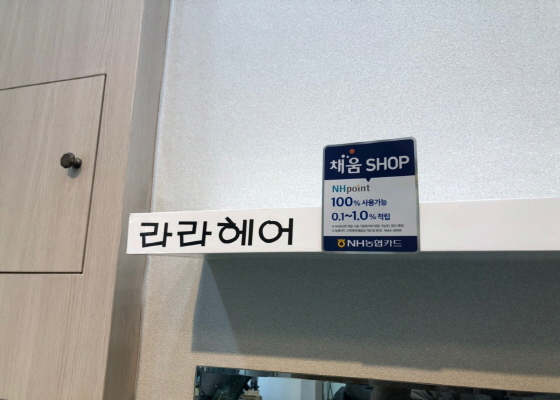 라라헤어
채움 SHOP
NHpoint
100% 사용가능
0.1~1.0% 적립
NH농협카드